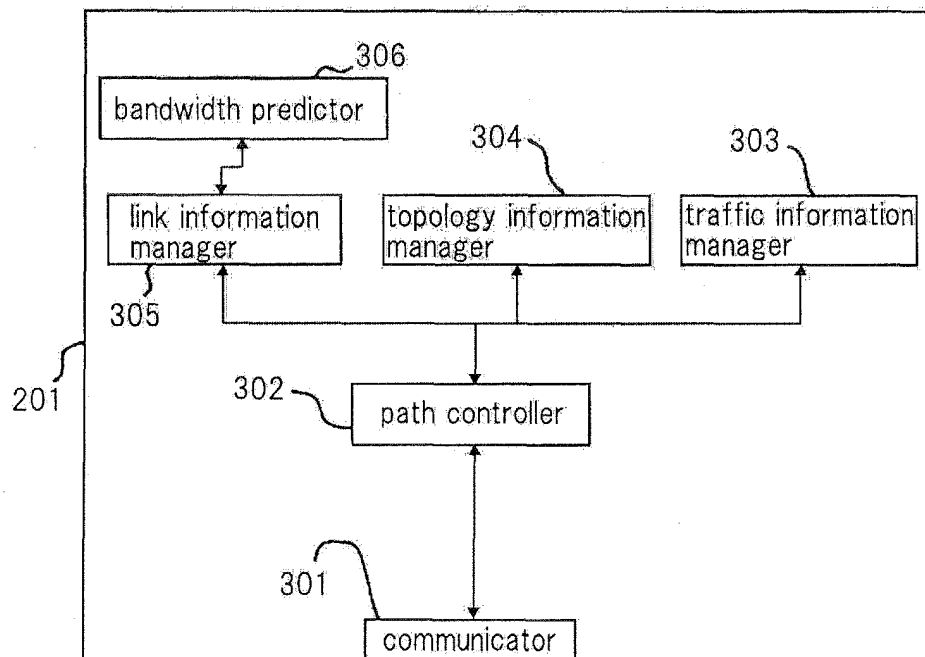 306
bandwidth predictor
304
303
link information
manager
topology information
manager
traffic information
manager
305
201
302
path controller
301
communicator